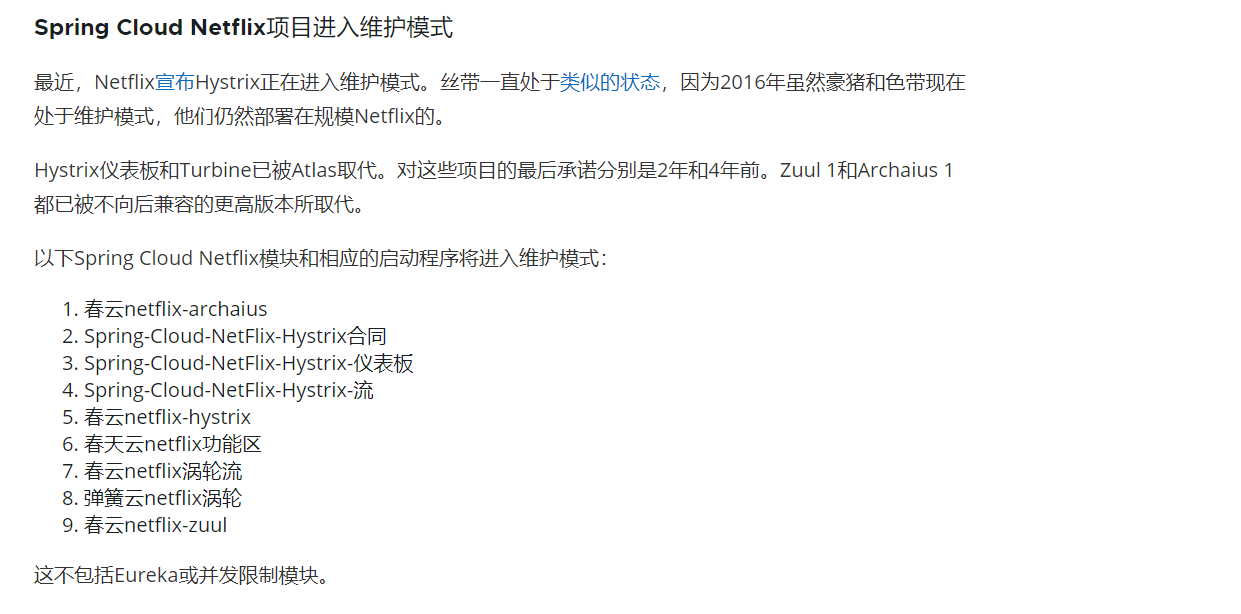 Spring Cloud Netflix项目进入维护模式
最近，Netflix宣布Hystrix正在进入维护模式。丝带一直处于类似的状态，因为2016年虽然豪猪和色带现在
处于维护模式，他们仍然部署在规模Netflix的。
Hystrix仪表板和Turbine已被Atlas取代。对这些项目的最后承诺分别是2年和4年前。Zuul 1和Archaius 1
都已被不向后兼容的更高版本所取代。
以下Spring Cloud Netflix模块和相应的启动程序将进入维护模式：
1. 春云netflix-archaius
2. Spring-Cloud-NetFlix-Hystrix合同
3. Spring-Cloud-NetFlix-Hystrix-仪表板
4. Spring-Cloud-NetFlix-Hystrix-流
5. 春云netflix-hystrix
6. 春天云netflix功能区
7. 春云netflix涡轮流
8. 弹簧云netflix涡轮
9. 春云netflix-zuul
这不包括Eureka或并发限制模块。